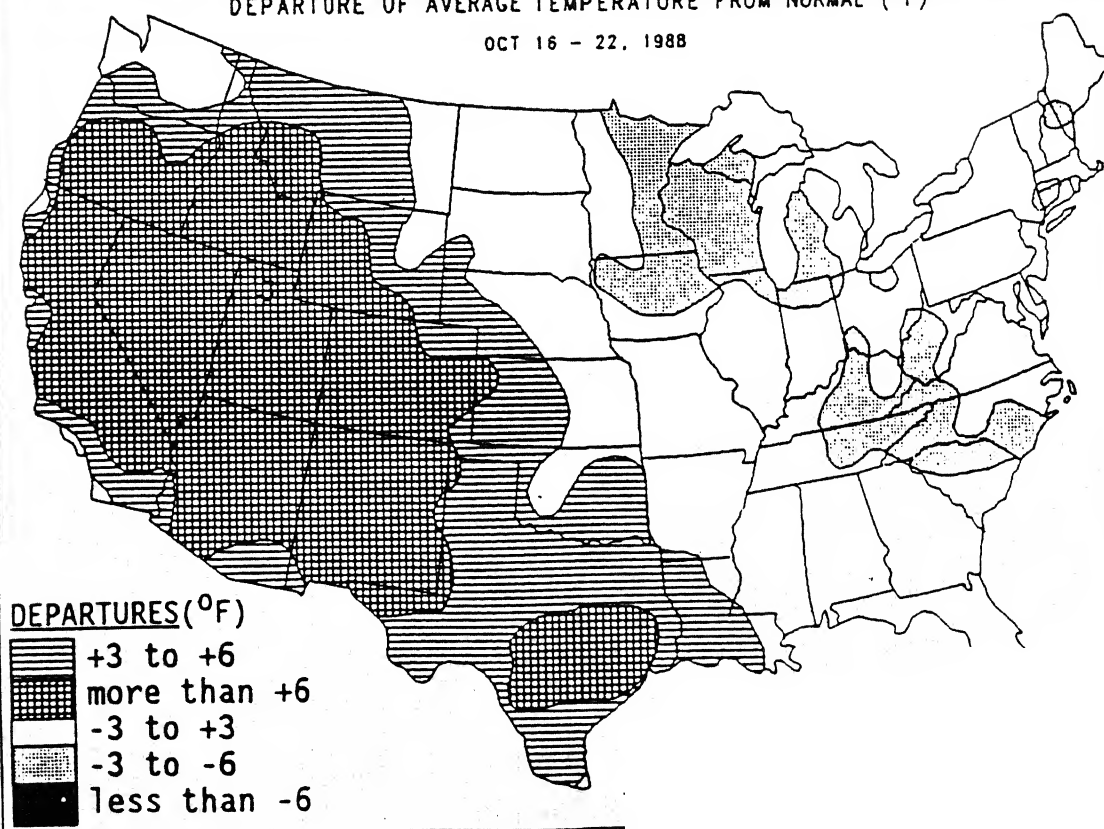 DEPARTURE OF AVERAGE TEMPERATURE FROM NORMAL (°F)
OCT 16 - 22, 1988
DEPARTURES(°F)
+3 to +6
more than +6
-3 to +3
-3 to -6
less than -6